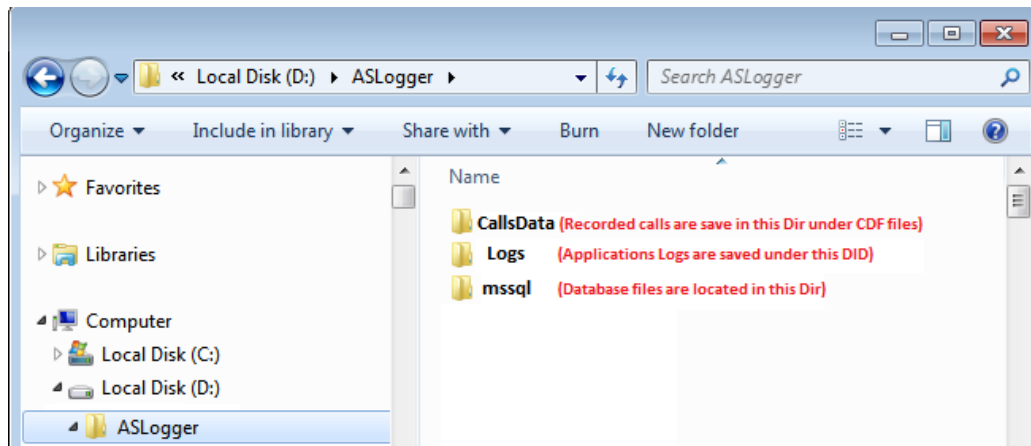 « Local Disk (D:) ▸ ASLogger ▸ Search ASLogger
Organize Include in library Share with Burn New folder
Name
Favorites
CallsData (Recorded calls are save in this Dir under CDF files)
Libraries
Logs (Applications Logs are saved under this DID)
mssql (Database files are located in this Dir)
Computer
Local Disk (C:)
Local Disk (D:)
ASLogger